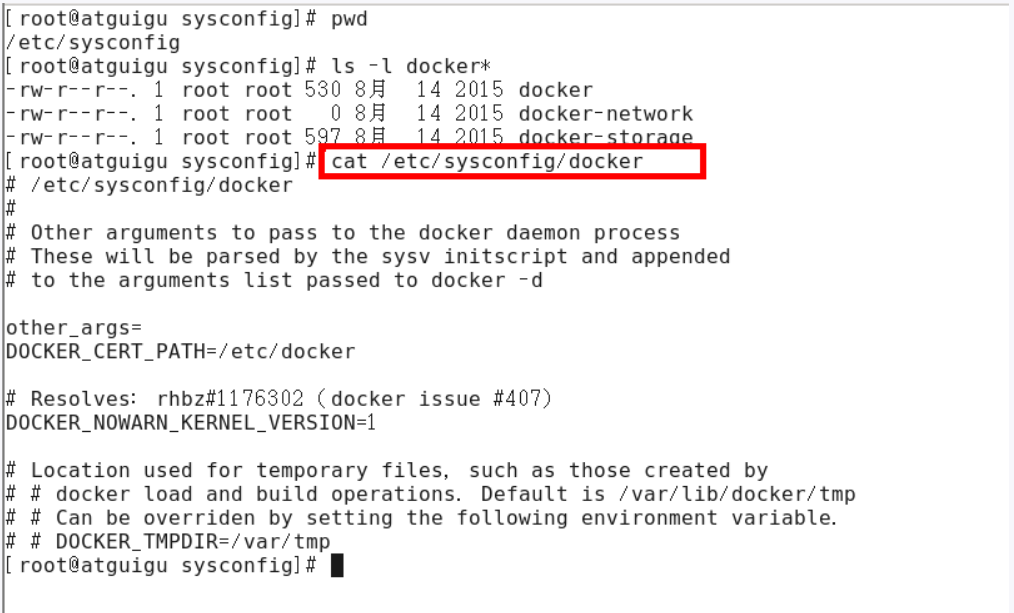 [root@atguigu sysconfig]# pwd
/etc/sysconfig
[root@atguigu sysconfig]# ls -l docker*
-rw-r--r--. 1 root root 530 8月  14 2015 docker
-rw-r--r--. 1 root root   0 8月  14 2015 docker-network
-rw-r--r--. 1 root root 597 8月  14 2015 docker-storage
[root@atguigu sysconfig]# cat /etc/sysconfig/docker
# /etc/sysconfig/docker
#
# Other arguments to pass to the docker daemon process
# These will be parsed by the sysv initscript and appended
# to the arguments list passed to docker -d
other_args=
DOCKER_CERT_PATH=/etc/docker
# Resolves: rhbz#1176302 (docker issue #407)
DOCKER_NOWARN_KERNEL_VERSION=1
# Location used for temporary files, such as those created by
# # docker load and build operations. Default is /var/lib/docker/tmp
# # Can be overriden by setting the following environment variable.
# # DOCKER_TMPDIR=/var/tmp
[root@atguigu sysconfig]#